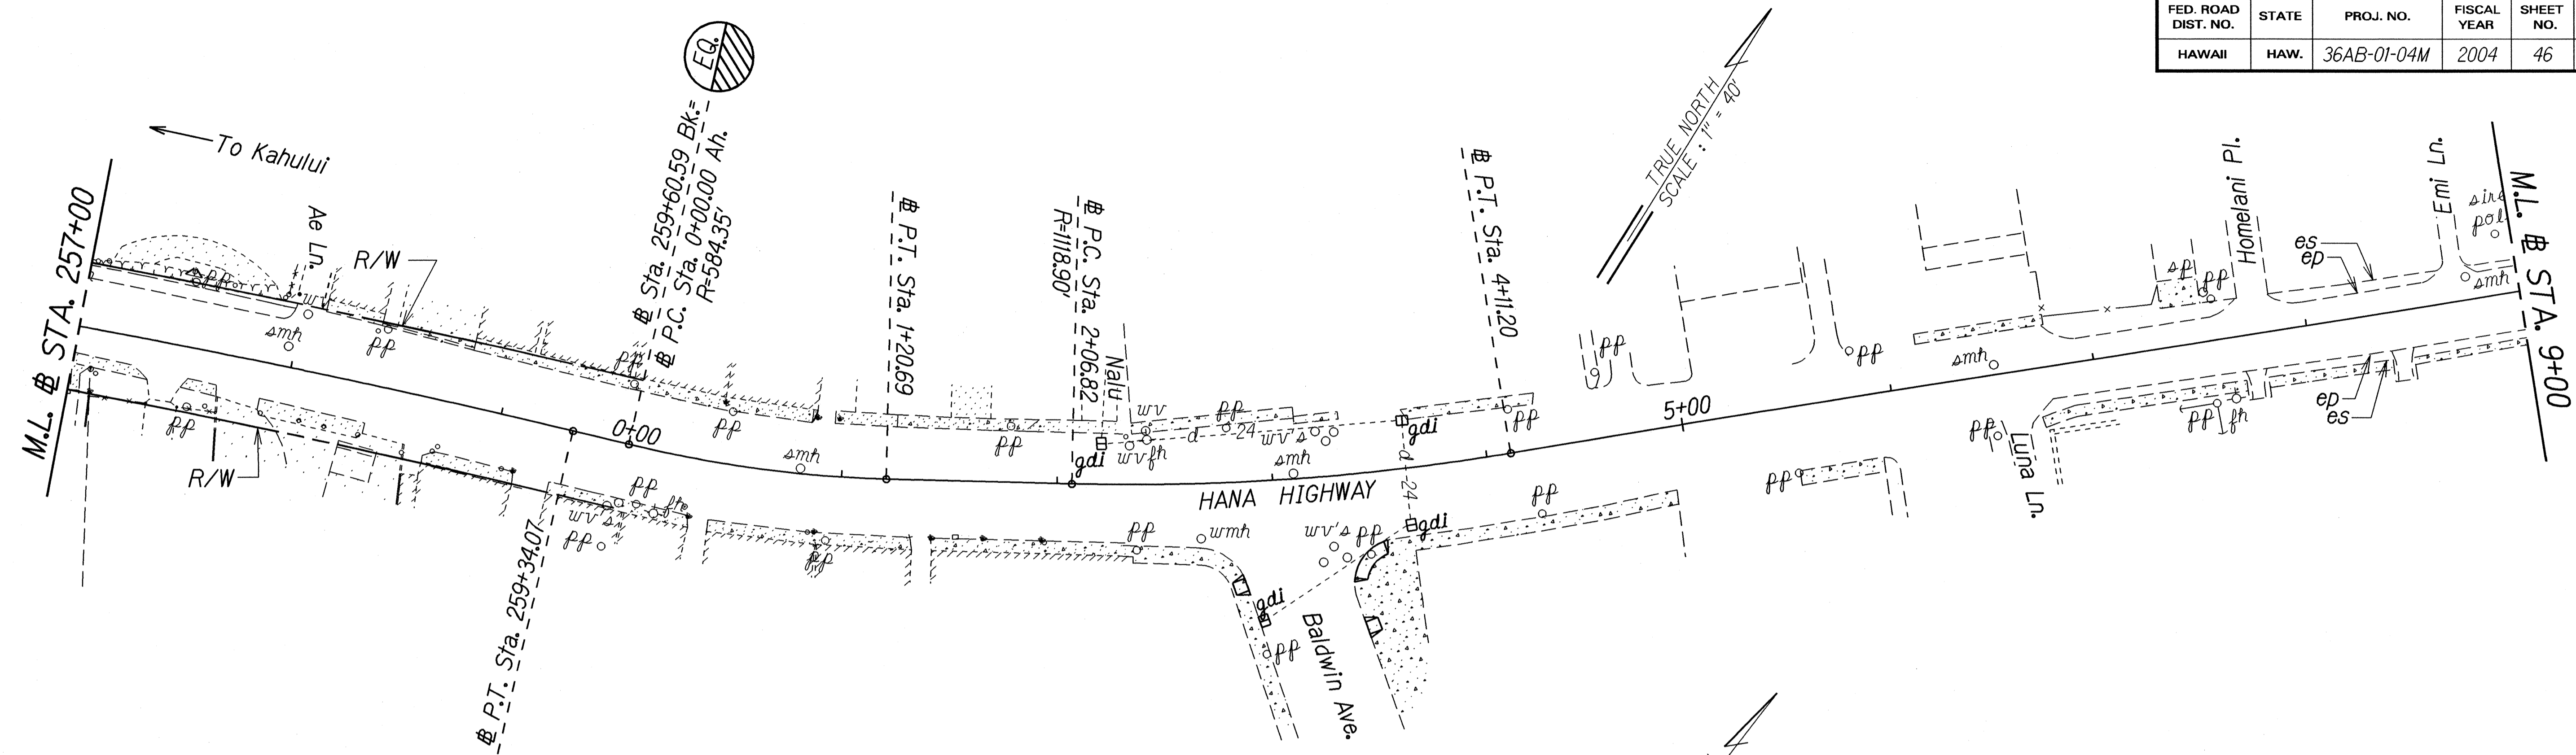 FED. ROAD DIST. NO.
STATE
PROJ. NO.
FISCAL YEAR
SHEET NO.
HAWAII
HAW.
36AB-01-04M
2004
46
EQ.
To Kahului
TRUE NORTH
SCALE : 1" = 40'
M.L. B STA. 257+00
Ae Ln.
R/W
B Sta. 259+60.59 Bk.=
B P.C. Sta. 0+00.00 Ah.
R=584.35'
B P.T. Sta. 1+20.69
B P.C. Sta. 2+06.82
R=1118.90'
Nalu
B P.T. Sta. 4+11.20
Homelani Pl.
Emi Ln.
M.L. B STA. 9+00
es
ep
sp
pp
smh
pp
w
smh
pp
pp
pp
pp
wv
pp
d
24
wv's
gdi
wv
fh
gdi
pp
pp
pp
smh
smh
smh
d
24
0+00
5+00
HANA HIGHWAY
R/W
pp
pp
fh
wv's
pp
pp
pp
wmh
wv's
pp
gdi
gdi
pp
pp
pp
pp
Luna Ln.
pp
fh
ep
es
B P.T. Sta. 259+34.07
Baldwin Ave.